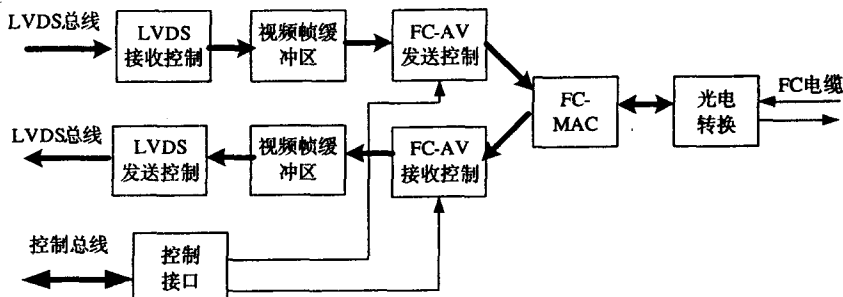 LVDS总线
LVDS
接收控制
视频帧缓
冲区
FC-AV
发送控制
FC-
MAC
光电
转换
FC电缆
LVDS总线
LVDS
发送控制
视频帧缓
冲区
FC-AV
接收控制
控制总线
控制
接口